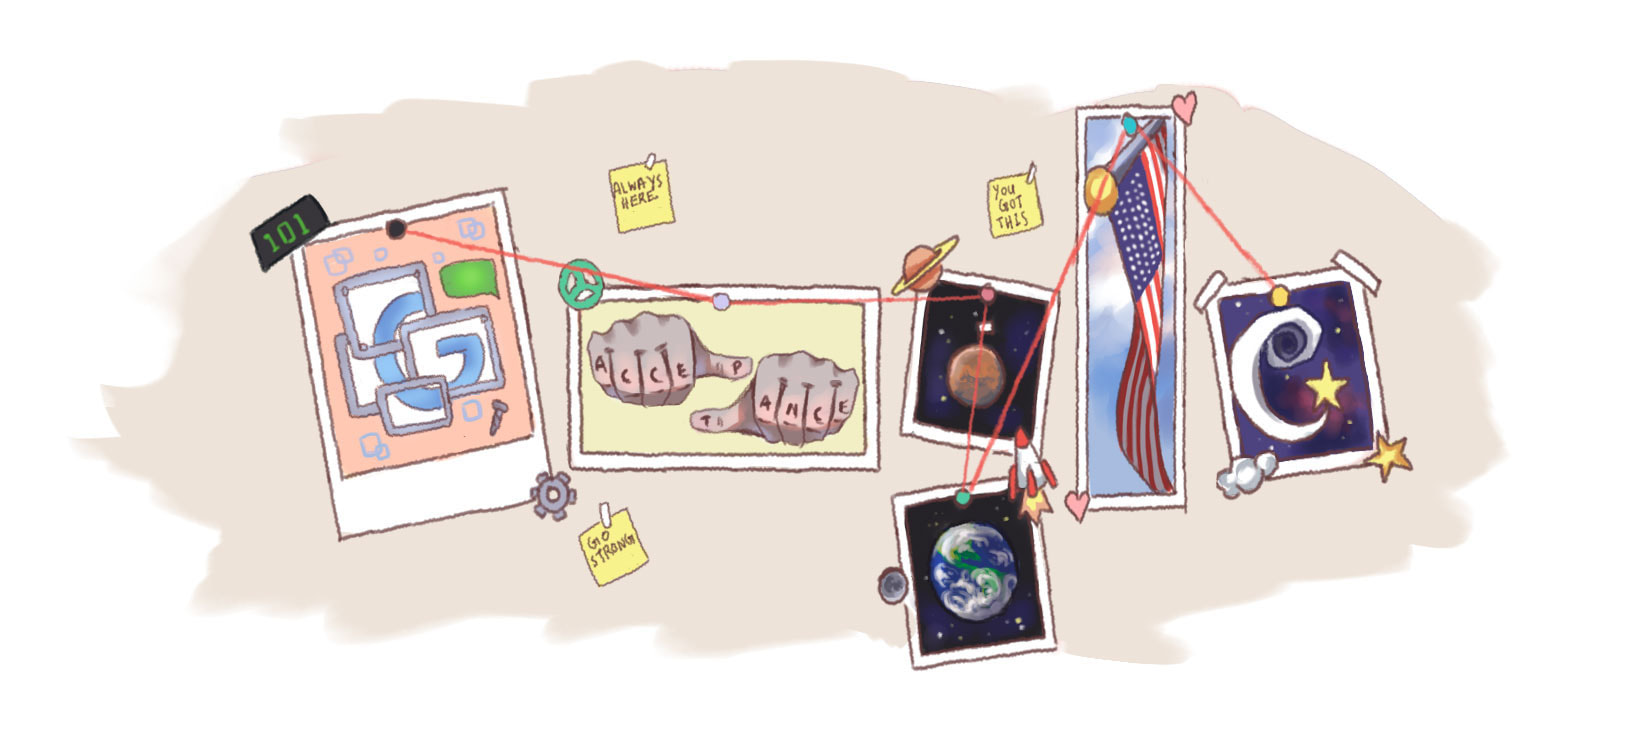 101
ALWAYS
HERE
YOU
GOT
THIS
G
ACCEP
TANCE
GO
STRONG